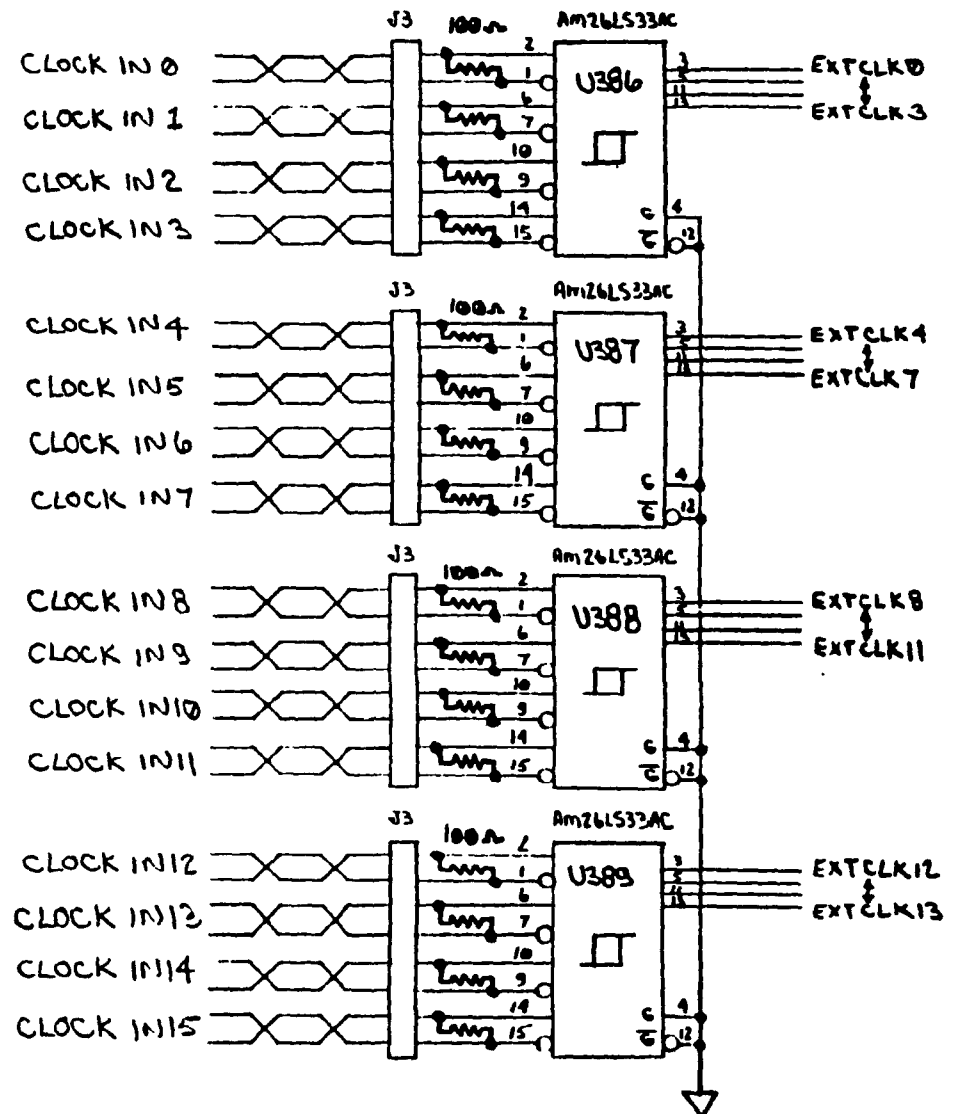 J3 100Ω Am26LS33AC
CLOCK IN 0
CLOCK IN 1
CLOCK IN 2
CLOCK IN 3
2
1
6
7
10
9
14
15
U386
3
5
11
13
EXTCLK0
EXTCLK3
G 4
G̅ 12
J3 100Ω Am26LS33AC
CLOCK IN 4
CLOCK IN 5
CLOCK IN 6
CLOCK IN 7
2
1
6
7
10
9
14
15
U387
3
5
EXTCLK4
EXTCLK7
G 4
G̅ 12
J3 100Ω Am26LS33AC
CLOCK IN 8
CLOCK IN 9
CLOCK IN 10
CLOCK IN 11
2
1
6
7
10
9
14
15
U388
3
5
EXTCLK8
EXTCLK11
G 4
G̅ 12
J3 100Ω Am26LS33AC
CLOCK IN 12
CLOCK IN 13
CLOCK IN 14
CLOCK IN 15
2
1
6
7
10
9
14
15
U389
3
5
EXTCLK12
EXTCLK13
G 4
G̅ 12